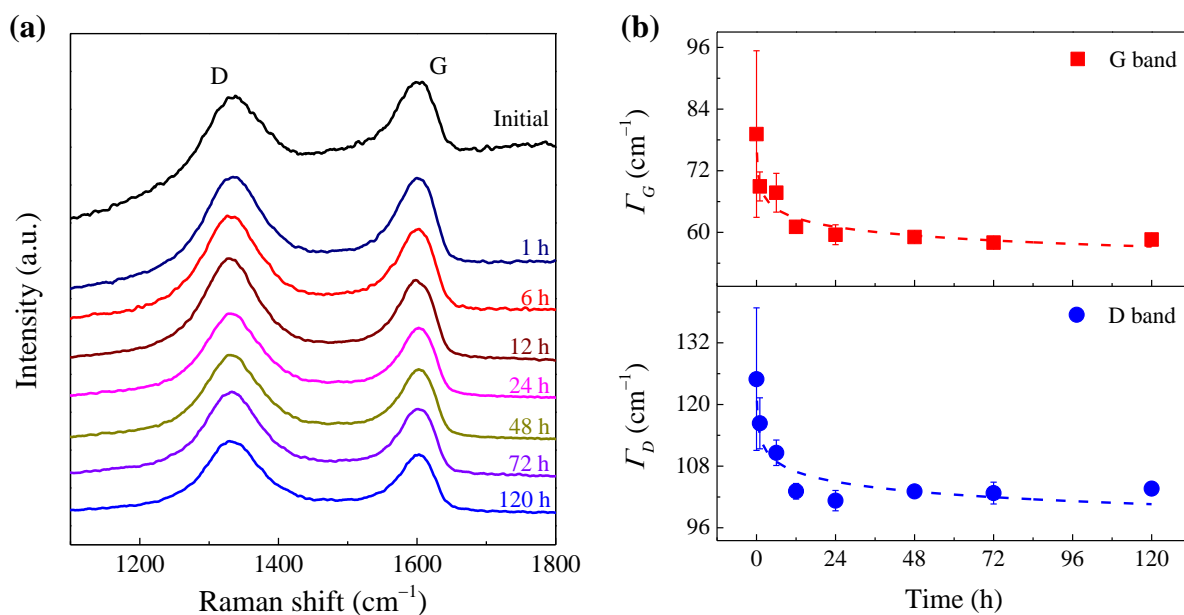 (a)
D
G
Initial
1 h
6 h
12 h
24 h
48 h
72 h
120 h
Intensity (a.u.)
1200 1400 1600 1800
Raman shift (cm⁻¹)
(b)
G band
96
84
72
60
Γ_G (cm⁻¹)
D band
132
120
108
96
Γ_D (cm⁻¹)
0 24 48 72 96 120
Time (h)